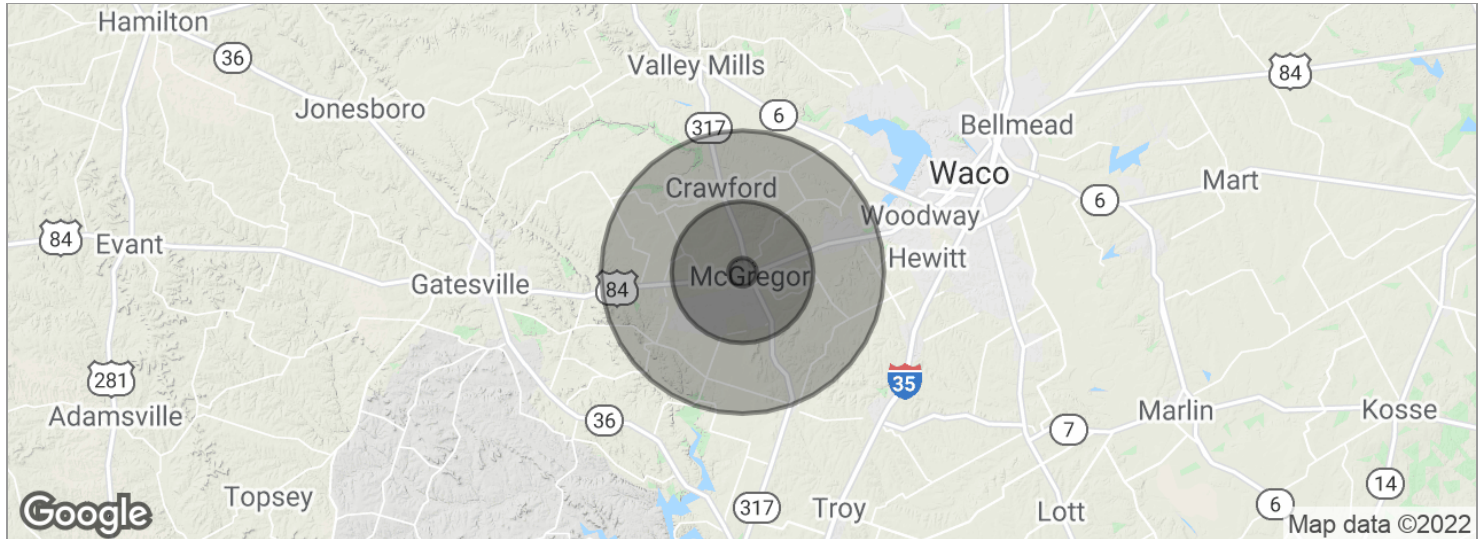 Hamilton
36
Valley Mills
84
Jonesboro
6
317
Bellmead
Waco
Crawford
Mart
6
Woodway
84
Evant
Hewitt
Gatesville
84
McGregor
281
35
Adamsville
36
7
Marlin
Kosse
Topsey
317
Troy
Lott
6
14
Google
Map data ©2022